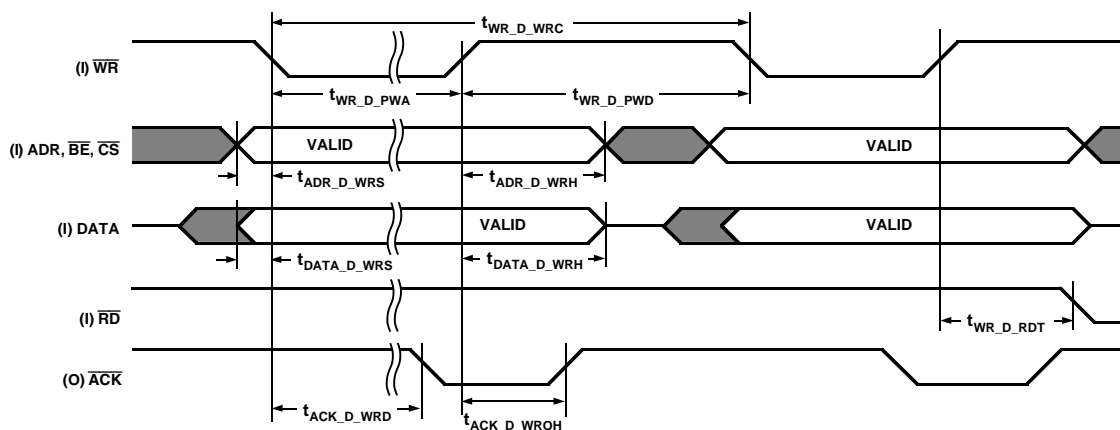 tWR_D_WRC
(I) WR
tWR_D_PWA
tWR_D_PWD
(I) ADR, BE, CS
VALID
VALID
tADR_D_WRS
tADR_D_WRH
(I) DATA
VALID
VALID
tDATA_D_WRS
tDATA_D_WRH
(I) RD
tWR_D_RDT
(O) ACK
tACK_D_WRD
tACK_D_WROH